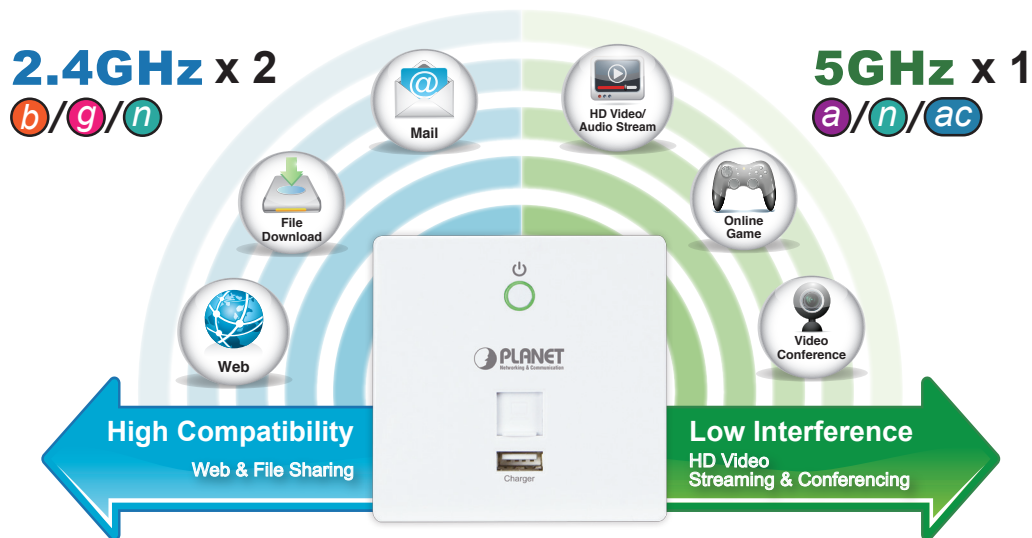 2.4GHz x 2
b/g/n
5GHz x 1
a/n/ac
Mail
HD Video/
Audio Stream
File
Download
Online
Game
Web
Video
Conference
PLANET
Networking & Communication
Charger
High Compatibility
Web & File Sharing
Low Interference
HD Video
Streaming & Conferencing